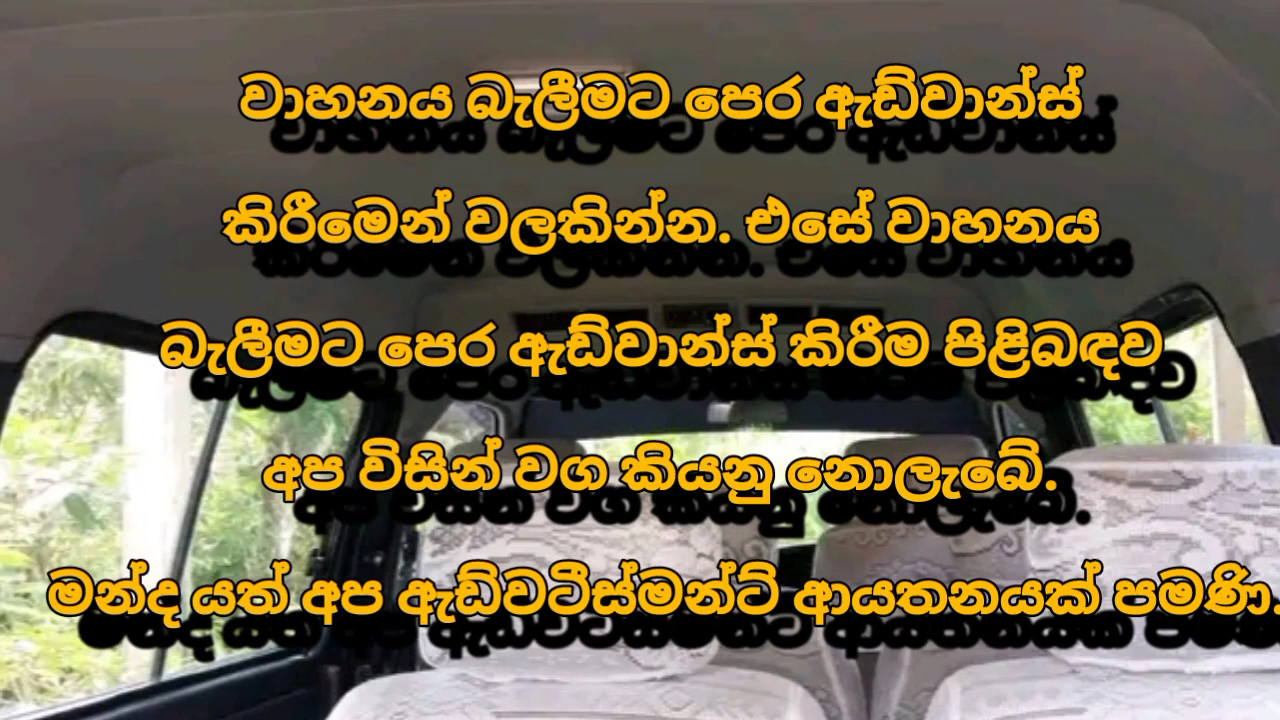 වාහනය බැලීමට පෙර ඇඩ්වාන්ස්
කිරීමෙන් වලකින්න. එසේ වාහනය
බැලීමට පෙර ඇඩ්වාන්ස් කිරීම පිළිබඳව
අප විසින් වග කියනු නොලැබේ.
මන්ද යත් අප ඇඩ්වටීස්මන්ට් ආයතනයක් පමණි.